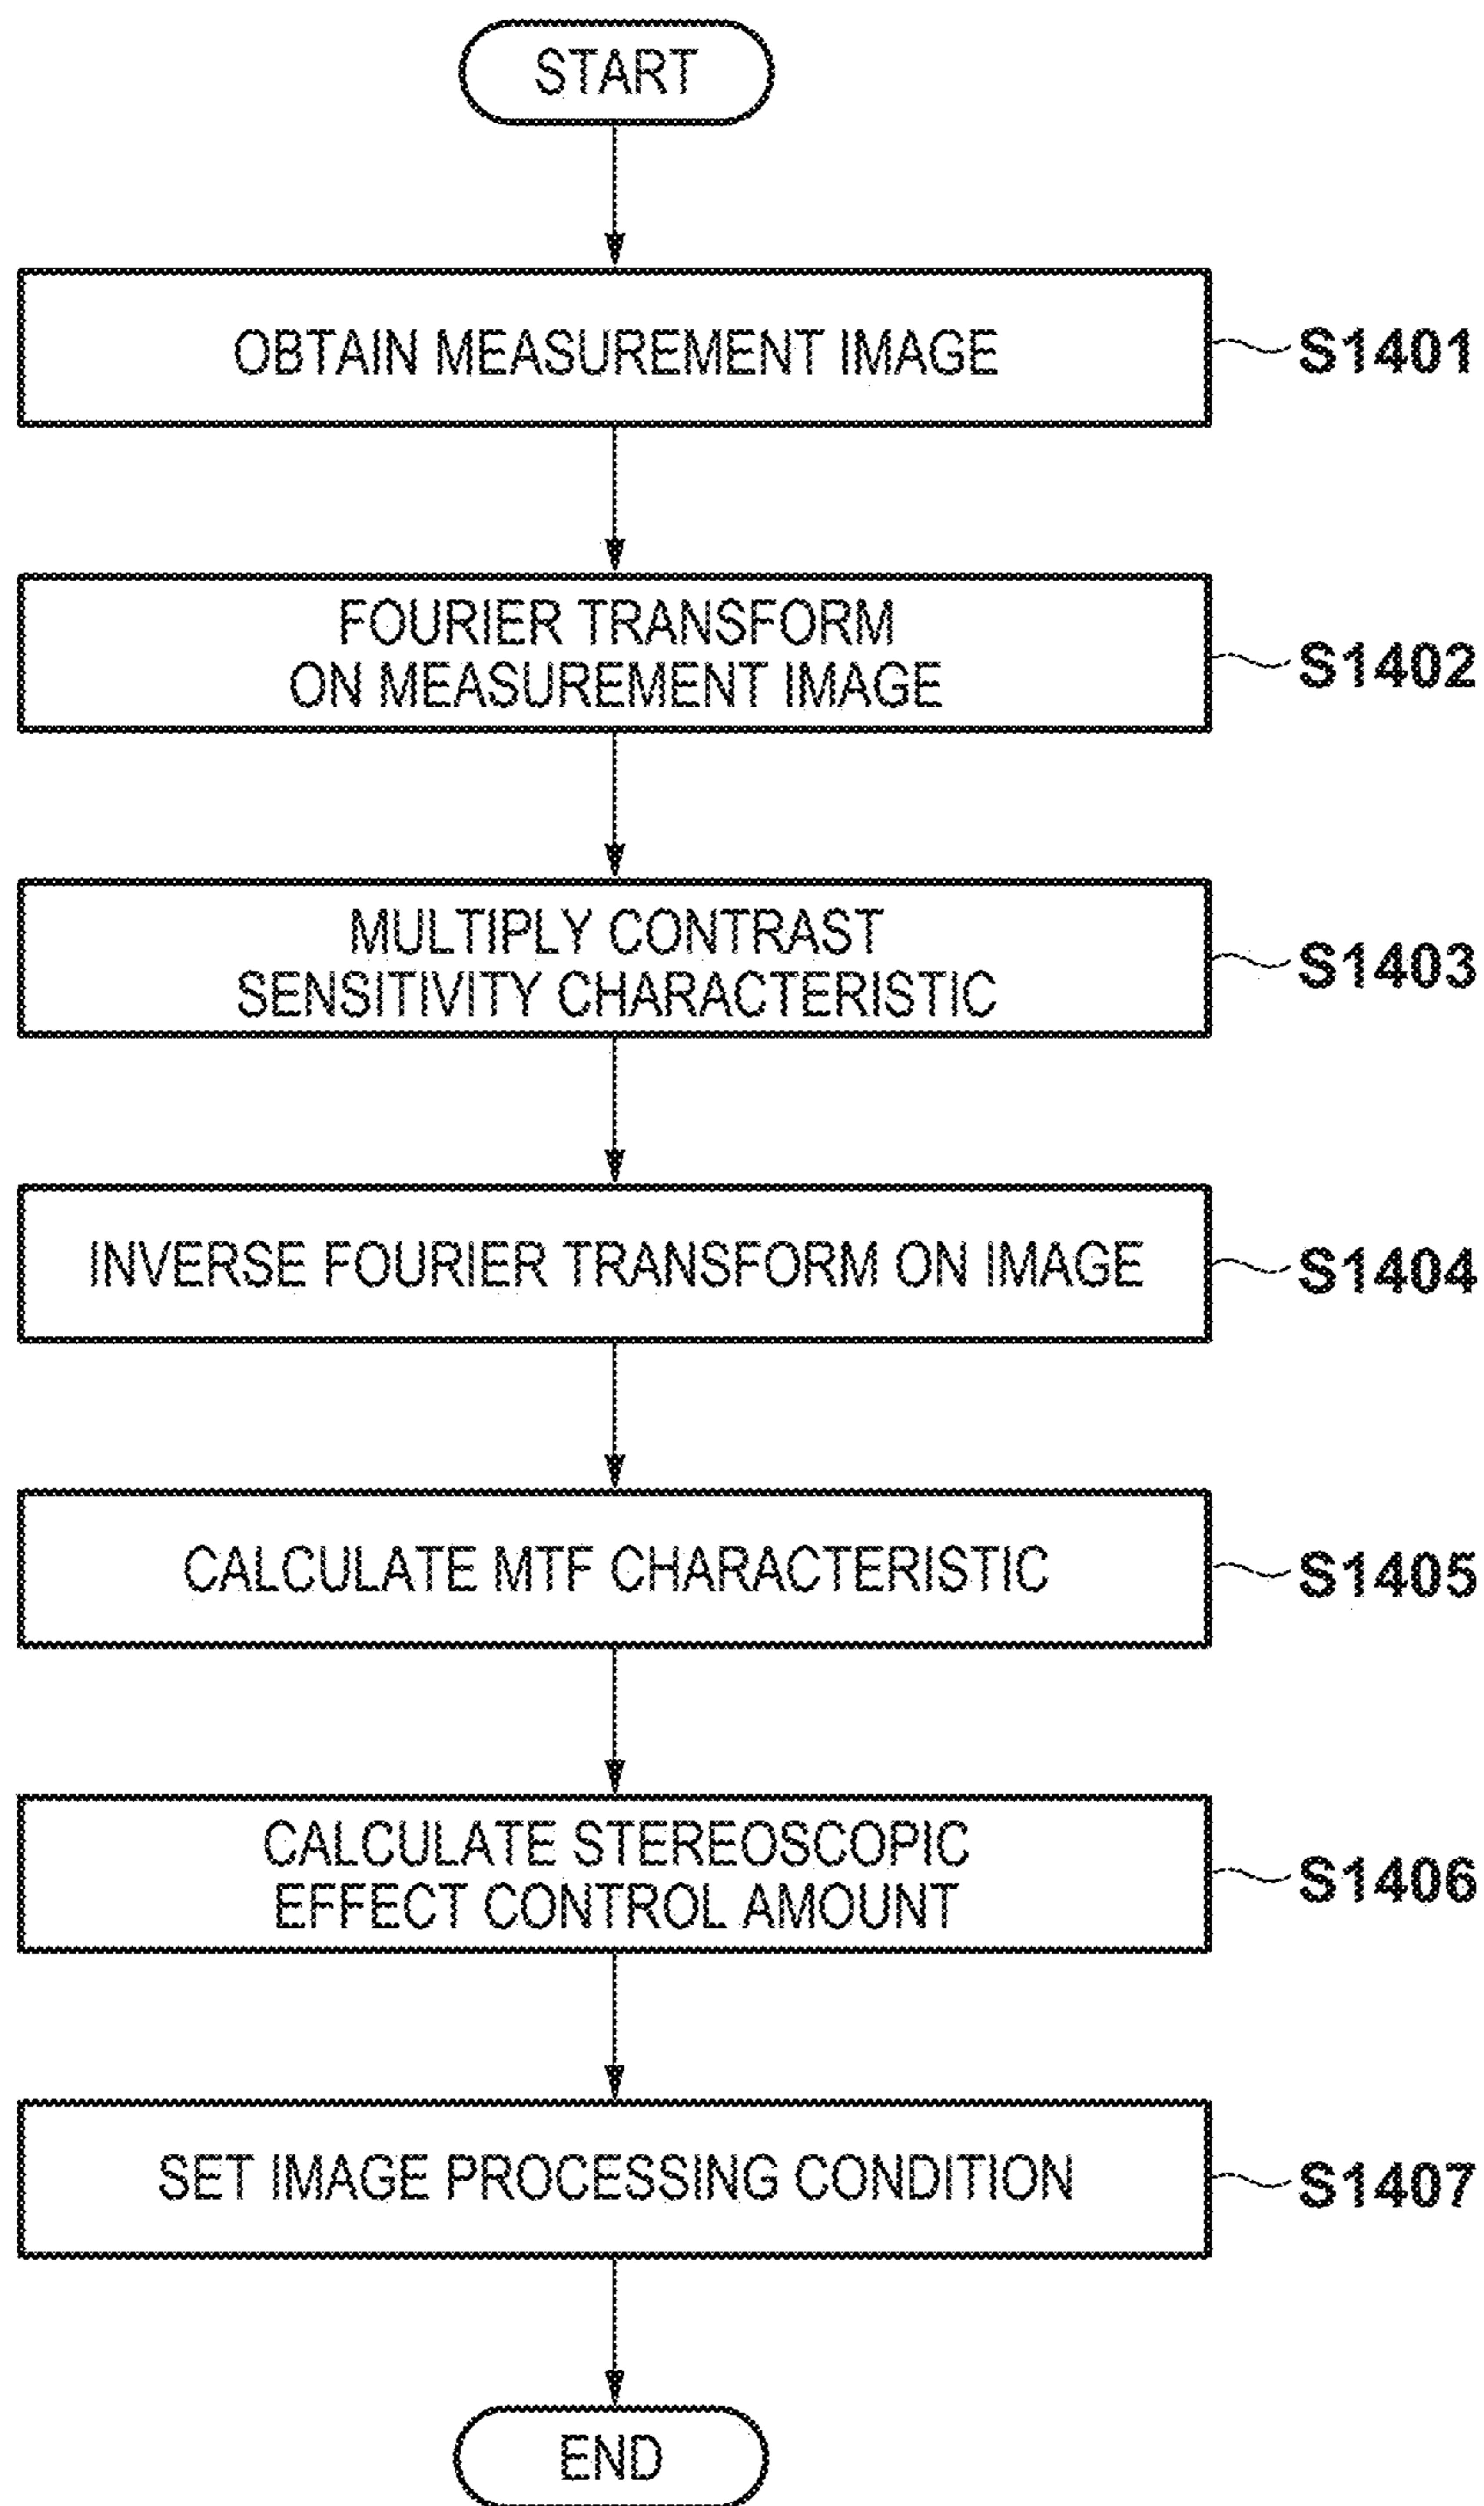 START
OBTAIN MEASUREMENT IMAGE
S1401
FOURIER TRANSFORM
ON MEASUREMENT IMAGE
S1402
MULTIPLY CONTRAST
SENSITIVITY CHARACTERISTIC
S1403
INVERSE FOURIER TRANSFORM ON IMAGE
S1404
CALCULATE MTF CHARACTERISTIC
S1405
CALCULATE STEREOSCOPIC
EFFECT CONTROL AMOUNT
S1406
SET IMAGE PROCESSING CONDITION
S1407
END